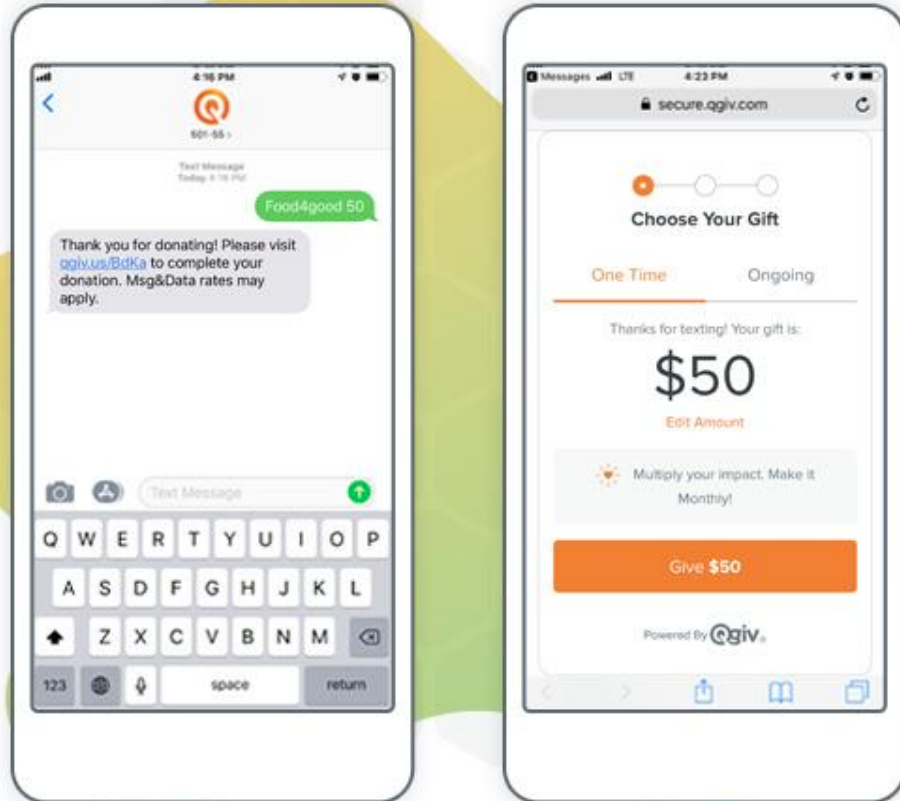 4:16 PM
501-55 >
Text Message
Today 4:16 PM
Food4good 50
Thank you for donating! Please visit
qgiv.us/BdKa to complete your
donation. Msg&Data rates may
apply.
Text Message
Q W E R T Y U I O P
A S D F G H J K L
Z X C V B N M
123 space return
Messages LTE 4:23 PM
secure.qgiv.com
Choose Your Gift
One Time Ongoing
Thanks for texting! Your gift is:
$50
Edit Amount
Multiply your impact. Make it
Monthly!
Give $50
Powered By Qgiv